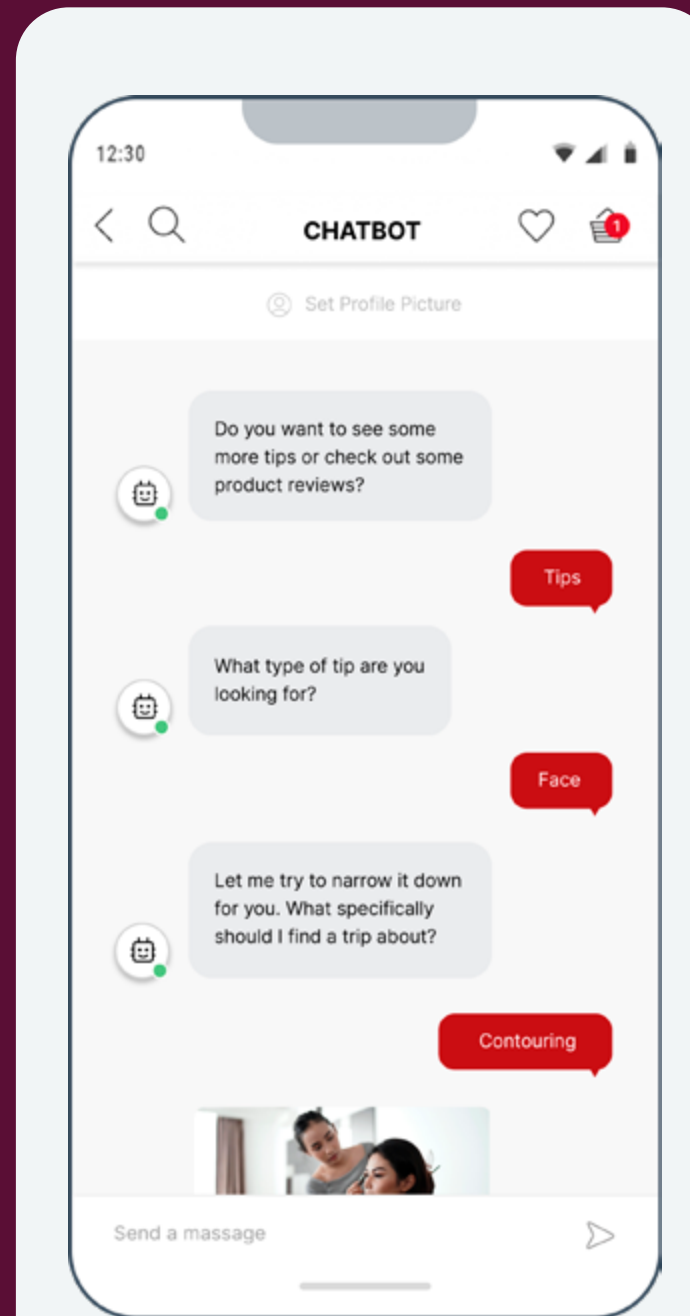 12:30
CHATBOT
1
Set Profile Picture
Do you want to see some
more tips or check out some
product reviews?
Tips
What type of tip are you
looking for?
Face
Let me try to narrow it down
for you. What specifically
should I find a trip about?
Contouring
Send a massage